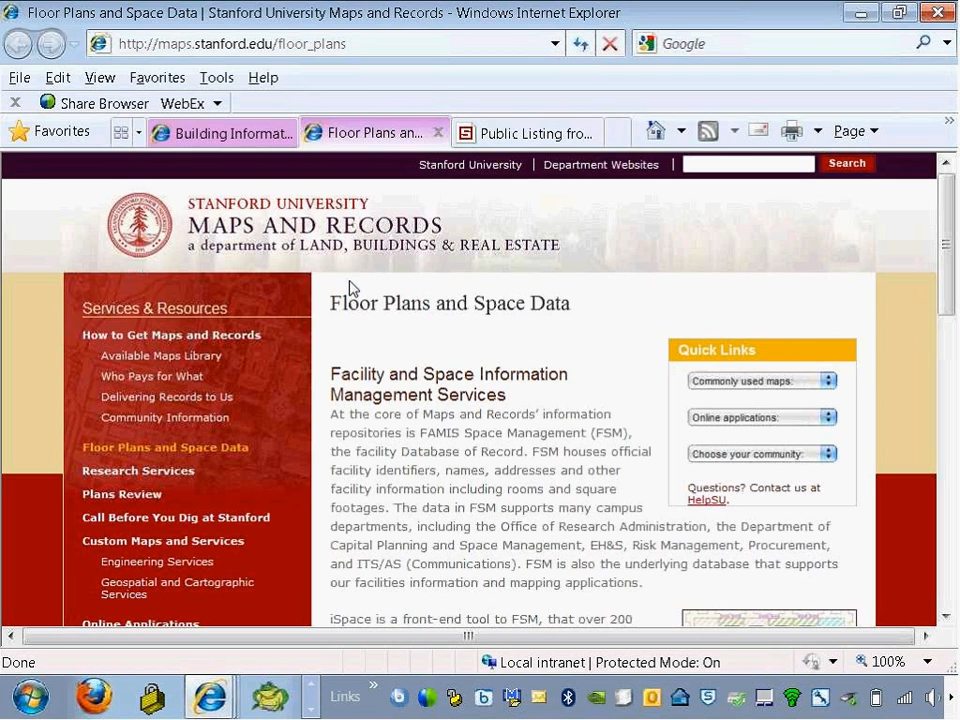 Floor Plans and Space Data | Stanford University Maps and Records - Windows Internet Explorer
http://maps.stanford.edu/floor_plans
Google
File Edit View Favorites Tools Help
x Share Browser WebEx
Favorites Building Informat... Floor Plans an... x Public Listing fro... Page
Stanford University | Department Websites | Search
STANFORD UNIVERSITY
MAPS AND RECORDS
a department of LAND, BUILDINGS & REAL ESTATE
Services & Resources
How to Get Maps and Records
Available Maps Library
Who Pays for What
Delivering Records to Us
Community Information
Floor Plans and Space Data
Research Services
Plans Review
Call Before You Dig at Stanford
Custom Maps and Services
Engineering Services
Geospatial and Cartographic
Services
Online Applications
Floor Plans and Space Data
Facility and Space Information
Management Services
At the core of Maps and Records' information
repositories is FAMIS Space Management (FSM),
the facility Database of Record. FSM houses official
facility identifiers, names, addresses and other
facility information including rooms and square
footages. The data in FSM supports many campus
departments, including the Office of Research Administration, the Department of
Capital Planning and Space Management, EH&S, Risk Management, Procurement,
and ITS/AS (Communications). FSM is also the underlying database that supports
our facilities information and mapping applications.
iSpace is a front-end tool to FSM, that over 200
Quick Links
Commonly used maps:
Online applications:
Choose your community:
Questions? Contact us at
HelpSU.
Done Local intranet | Protected Mode: On 100%
Links